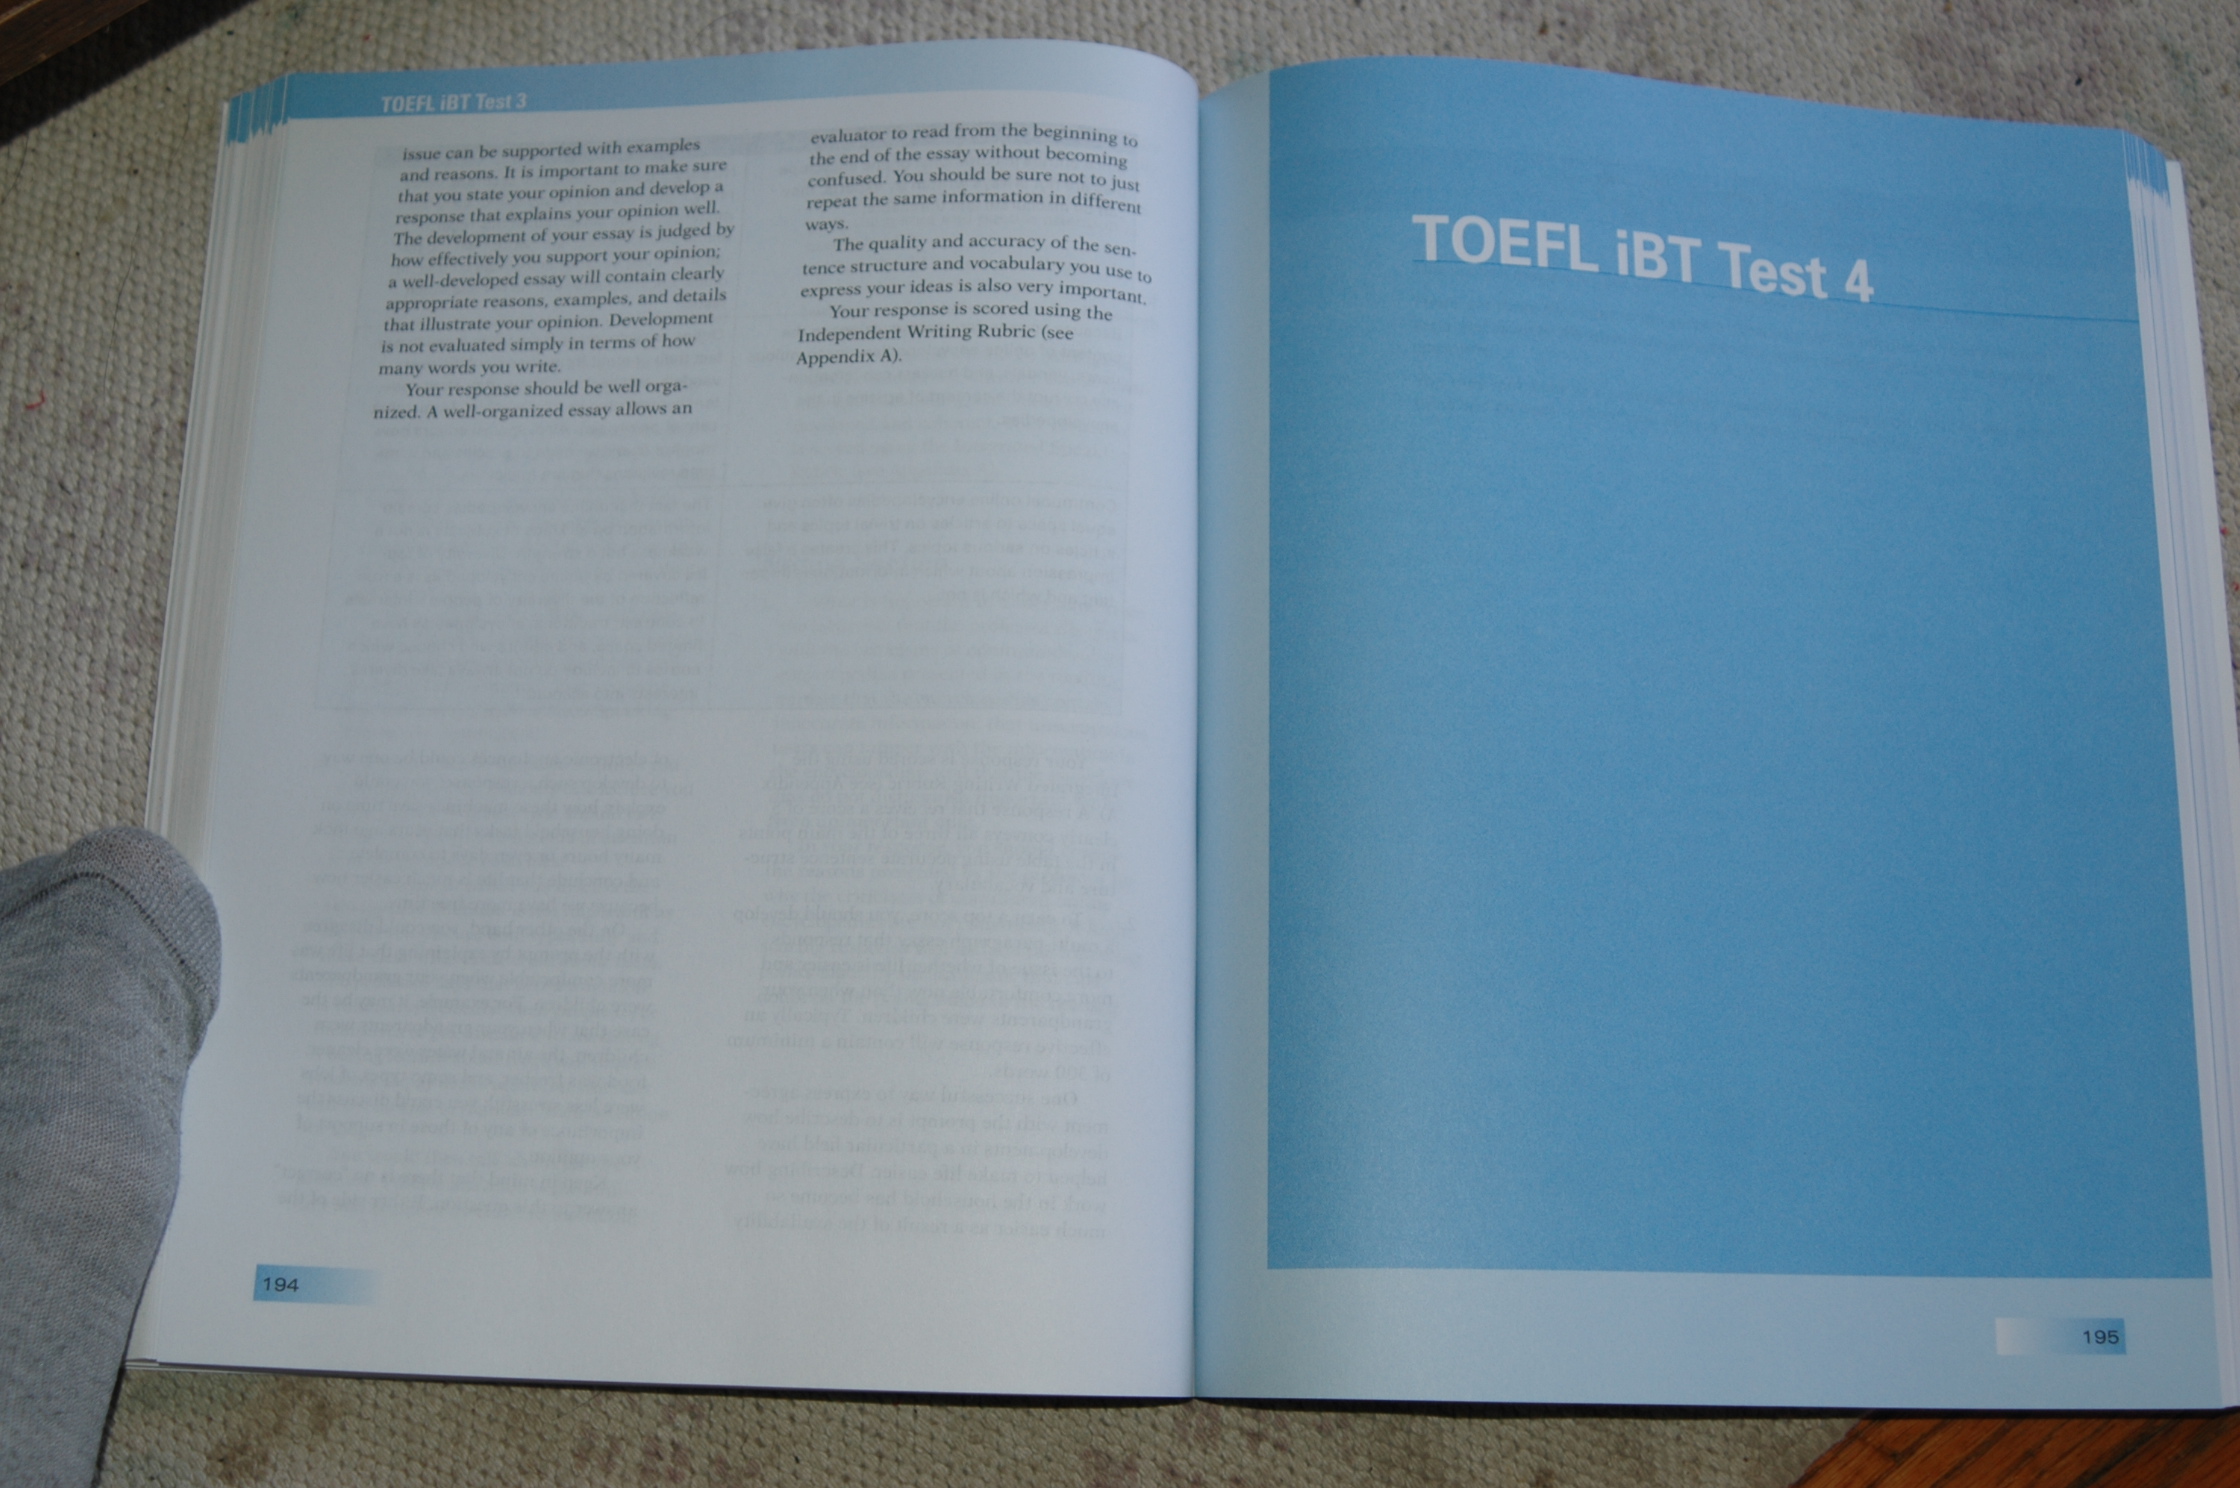 TOEFL iBT Test 3
issue can be supported with examples
and reasons. It is important to make sure
that you state your opinion and develop a
response that explains your opinion well.
The development of your essay is judged by
how effectively you support your opinion;
a well-developed essay will contain clearly
appropriate reasons, examples, and details
that illustrate your opinion. Development
is not evaluated simply in terms of how
many words you write.
Your response should be well orga-
nized. A well-organized essay allows an
evaluator to read from the beginning to
the end of the essay without becoming
confused. You should be sure not to just
repeat the same information in different
ways.
The quality and accuracy of the sen-
tence structure and vocabulary you use to
express your ideas is also very important.
Your response is scored using the
Independent Writing Rubric (see
Appendix A).
194
TOEFL iBT Test 4
195